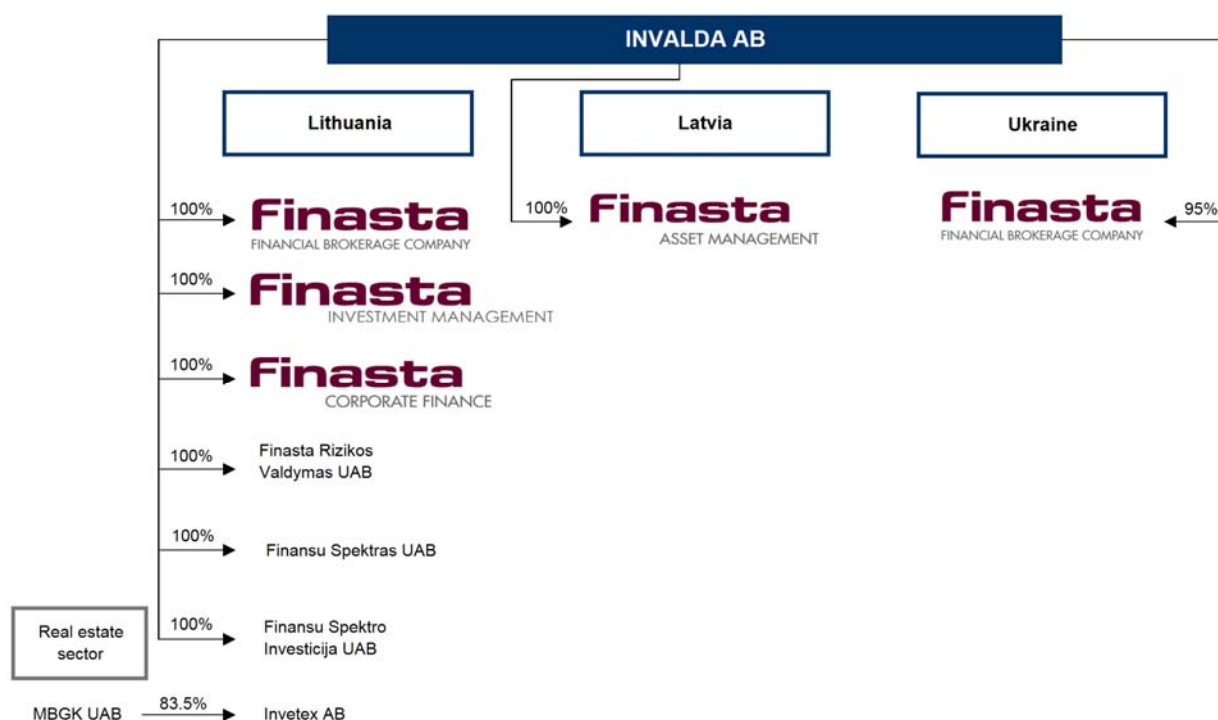 INVALDA AB
Lithuania
Latvia
Ukraine
100%
Finasta
FINANCIAL BROKERAGE COMPANY
100%
Finasta
ASSET MANAGEMENT
Finasta
FINANCIAL BROKERAGE COMPANY
95%
100%
Finasta
INVESTMENT MANAGEMENT
100%
Finasta
CORPORATE FINANCE
100%
Finasta Rizikos
Valdymas UAB
100%
Finansu Spektras UAB
100%
Finansu Spektro
Investicija UAB
Real estate
sector
MBGK UAB
83.5%
Invetex AB